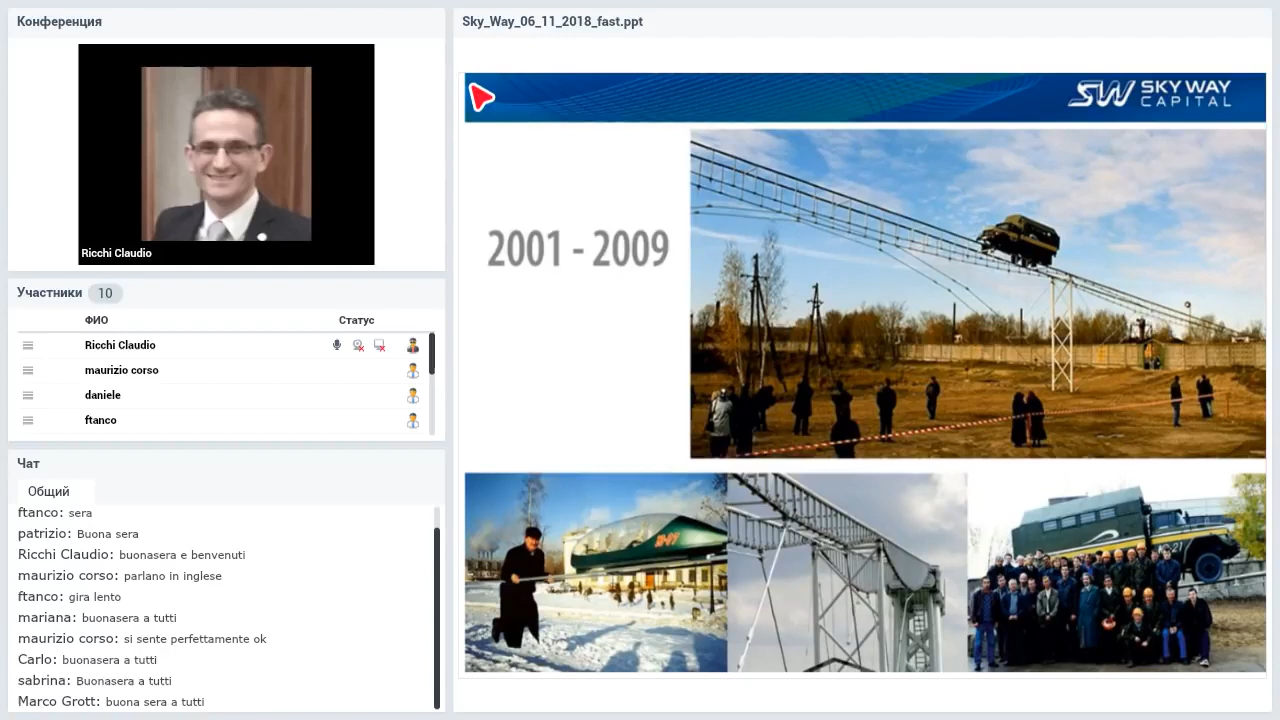 Конференция
Ricchi Claudio
Участники 10
ФИО Статус
Ricchi Claudio
maurizio corso
daniele
ftanco
Чат
Общий
ftanco: sera
patrizio: Buona sera
Ricchi Claudio: buonasera e benvenuti
maurizio corso: parlano in inglese
ftanco: gira lento
mariana: buonasera a tutti
maurizio corso: si sente perfettamente ok
Carlo: buonasera a tutti
sabrina: Buonasera a tutti
Marco Grott: buona sera a tutti
Sky_Way_06_11_2018_fast.ppt
SW SKY WAY
CAPITAL
2001 - 2009